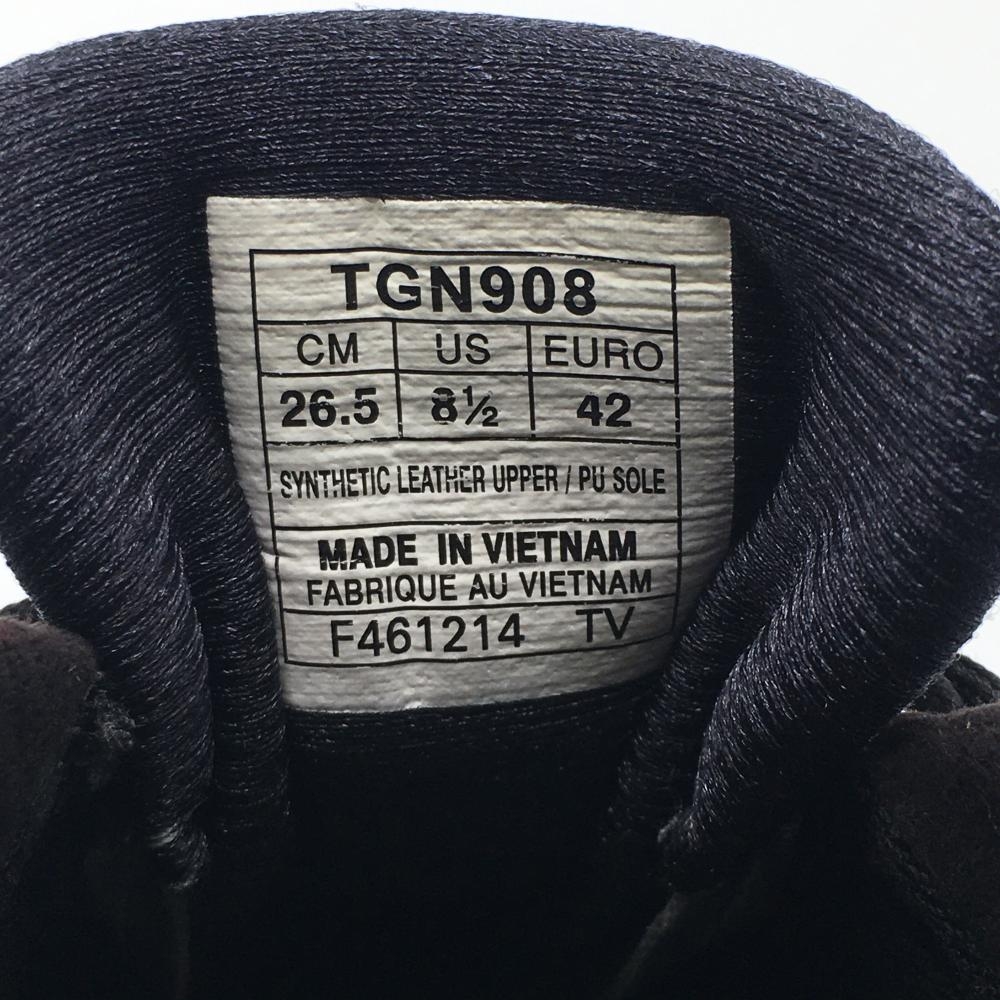 TGN908
CM US EURO
26.5 8½ 42
SYNTHETIC LEATHER UPPER / PU SOLE
MADE IN VIETNAM
FABRIQUE AU VIETNAM
F461214 TV